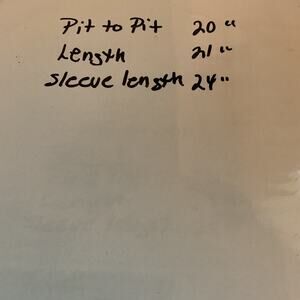 Pit to Pit 20"
Length 21"
Sleeve length 24"